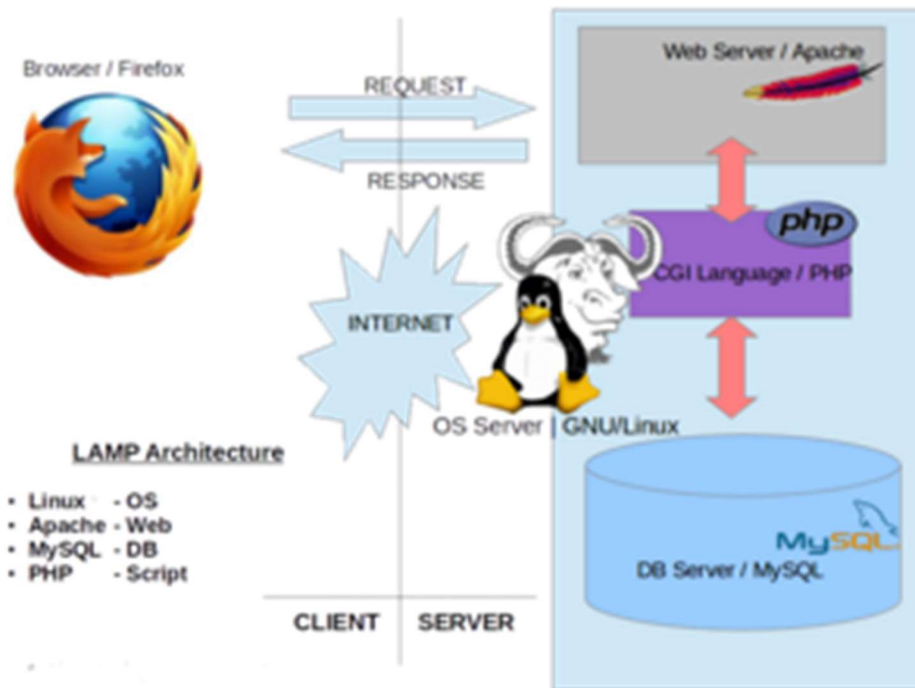 Browser / Firefox
REQUEST
RESPONSE
INTERNET
Web Server / Apache
php
CGI Language / PHP
OS Server | GNU/Linux
MySQL
DB Server / MySQL
LAMP Architecture
• Linux - OS
• Apache - Web
• MySQL - DB
• PHP - Script
CLIENT
SERVER